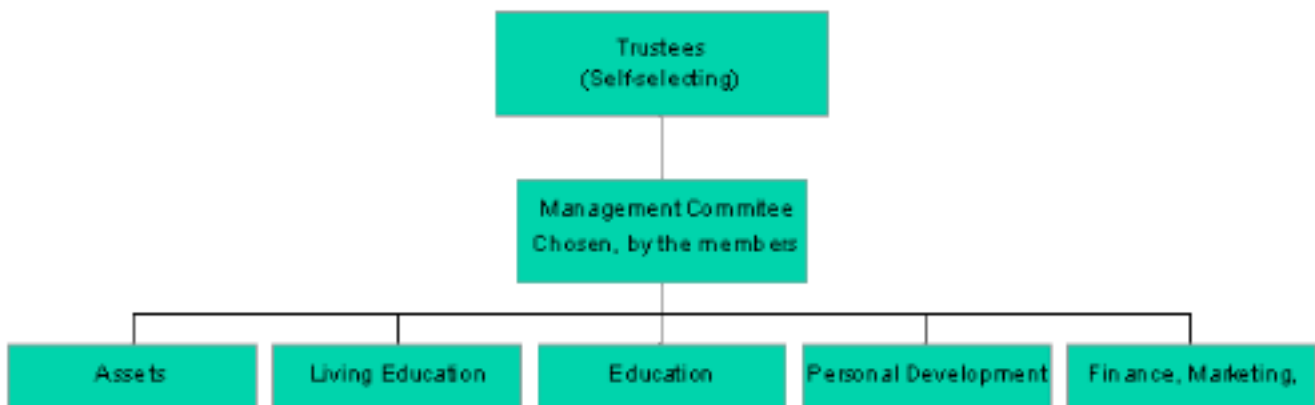 Trustees
(Self-selecting)
Management Commitee
Chosen, by the members
Assets
Living Education
Education
Personal Development
Finance, Marketing,